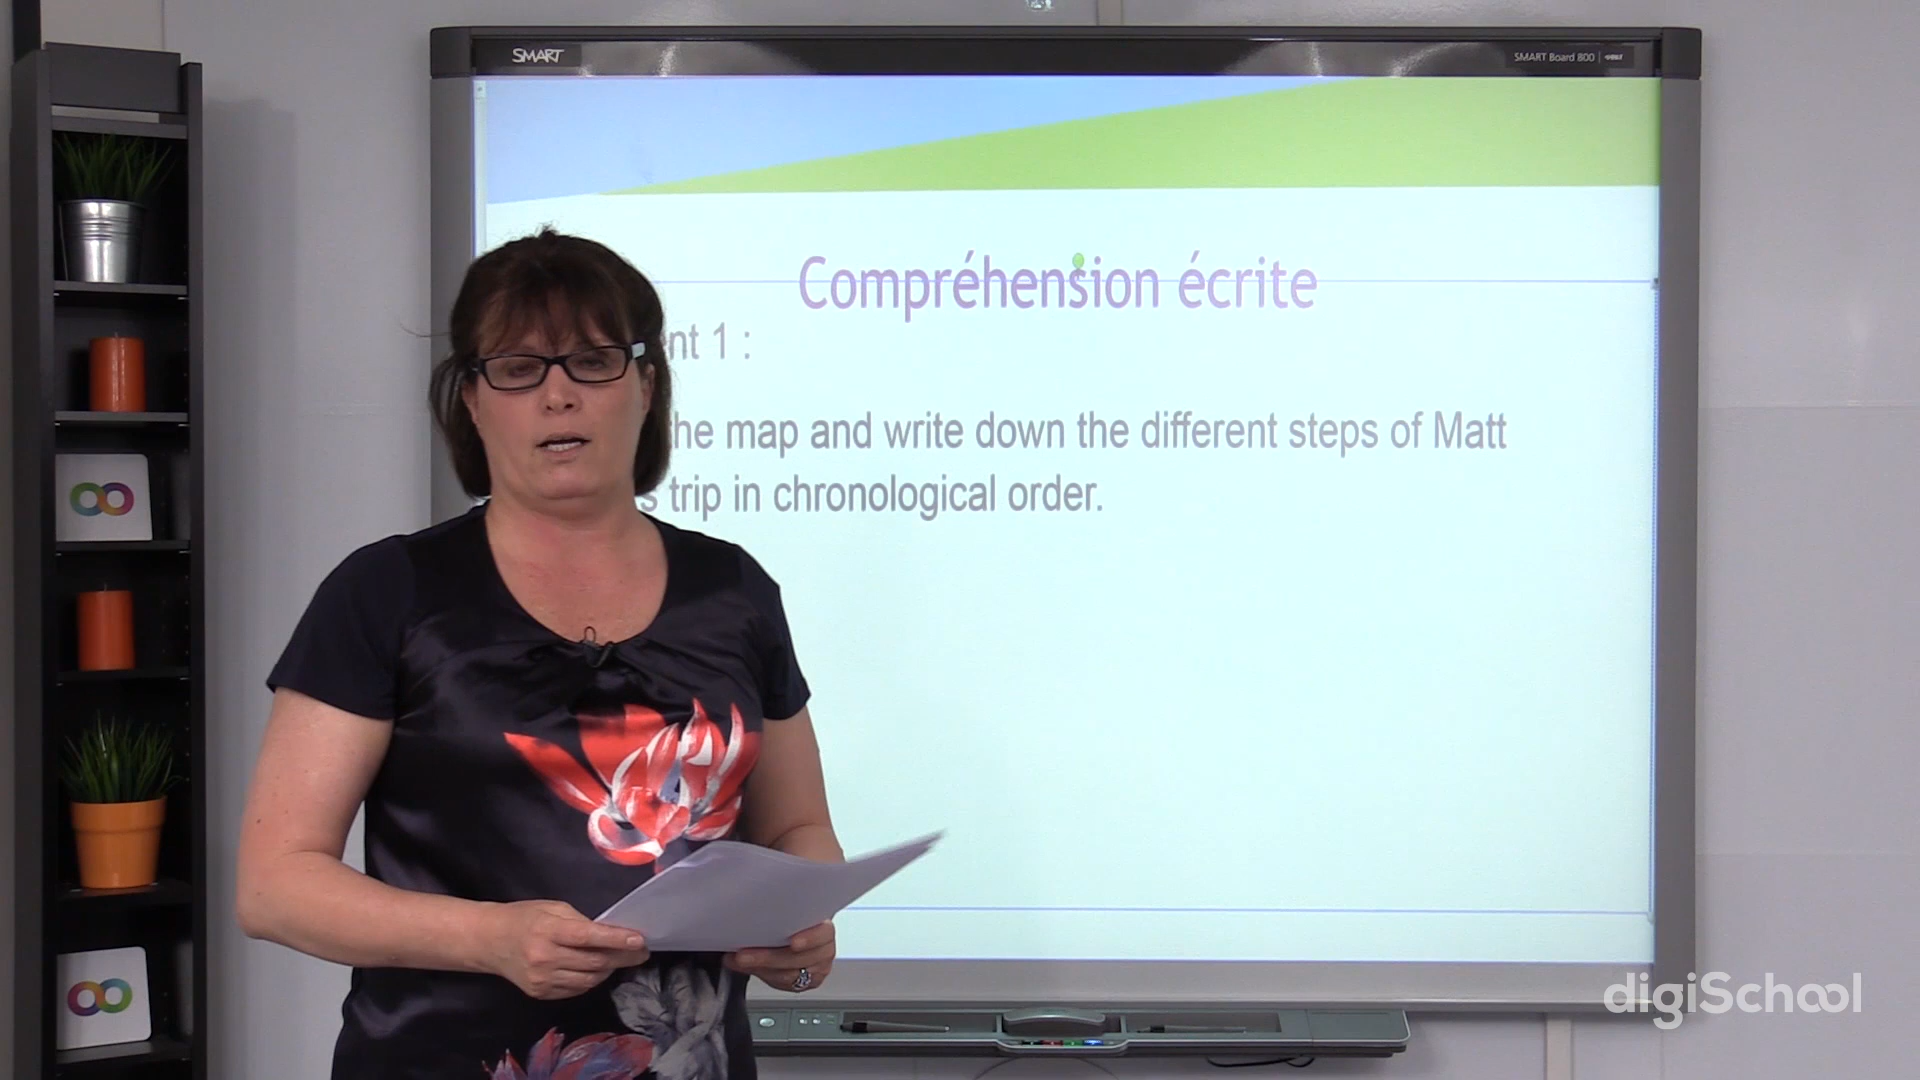 SMART
SMART Board 800
Compréhension écrite
nt 1 :
he map and write down the different steps of Matt
s trip in chronological order.
digiSchool